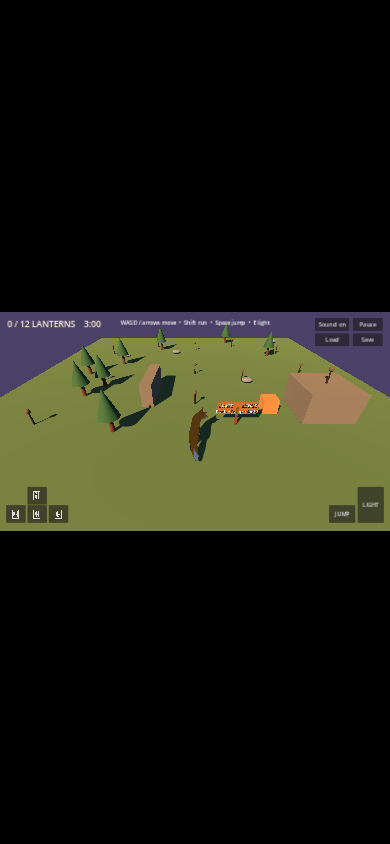 0 / 12 LANTERNS 3:00
WASD / arrows move • Shift run • Space jump • E light
Sound on
Pause
Load
Save
LIGHT
JUMP